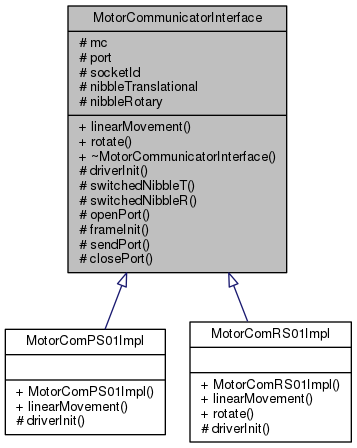 MotorCommunicatorInterface
# mc
# port
# socketId
# nibbleTranslational
# nibbleRotary
+ linearMovement()
+ rotate()
+ ~MotorCommunicatorInterface()
# driverInit()
# switchedNibbleT()
# switchedNibbleR()
# openPort()
# frameInit()
# sendPort()
# closePort()
MotorComPS01Impl
+ MotorComPS01Impl()
+ linearMovement()
# driverInit()
MotorComRS01Impl
+ MotorComRS01Impl()
+ linearMovement()
+ rotate()
# driverInit()